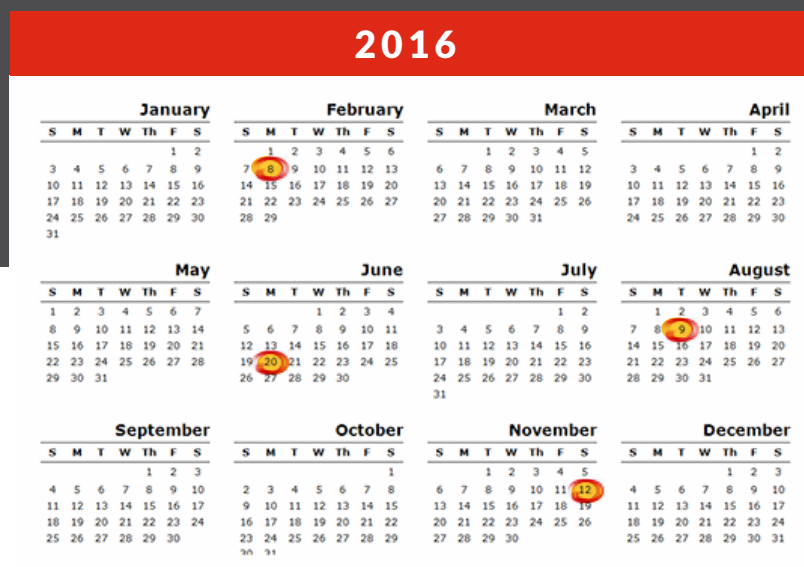 2016
January
S M T W Th F S
1 2
3 4 5 6 7 8 9
10 11 12 13 14 15 16
17 18 19 20 21 22 23
24 25 26 27 28 29 30
31
February
S M T W Th F S
1 2 3 4 5 6
7 8 9 10 11 12 13
14 15 16 17 18 19 20
21 22 23 24 25 26 27
28 29
March
S M T W Th F S
1 2 3 4 5
6 7 8 9 10 11 12
13 14 15 16 17 18 19
20 21 22 23 24 25 26
27 28 29 30 31
April
S M T W Th F S
1 2
3 4 5 6 7 8 9
10 11 12 13 14 15 16
17 18 19 20 21 22 23
24 25 26 27 28 29 30
May
S M T W Th F S
1 2 3 4 5 6 7
8 9 10 11 12 13 14
15 16 17 18 19 20 21
22 23 24 25 26 27 28
29 30 31
June
S M T W Th F S
1 2 3 4
5 6 7 8 9 10 11
12 13 14 15 16 17 18
19 20 21 22 23 24 25
26 27 28 29 30
July
S M T W Th F S
1 2
3 4 5 6 7 8 9
10 11 12 13 14 15 16
17 18 19 20 21 22 23
24 25 26 27 28 29 30
31
August
S M T W Th F S
1 2 3 4 5 6
7 8 9 10 11 12 13
14 15 16 17 18 19 20
21 22 23 24 25 26 27
28 29 30 31
September
S M T W Th F S
1 2 3
4 5 6 7 8 9 10
11 12 13 14 15 16 17
18 19 20 21 22 23 24
25 26 27 28 29 30
October
S M T W Th F S
1
2 3 4 5 6 7 8
9 10 11 12 13 14 15
16 17 18 19 20 21 22
23 24 25 26 27 28 29
30 31
November
S M T W Th F S
1 2 3 4 5
6 7 8 9 10 11 12
13 14 15 16 17 18 19
20 21 22 23 24 25 26
27 28 29 30
December
S M T W Th F S
1 2 3
4 5 6 7 8 9 10
11 12 13 14 15 16 17
18 19 20 21 22 23 24
25 26 27 28 29 30 31